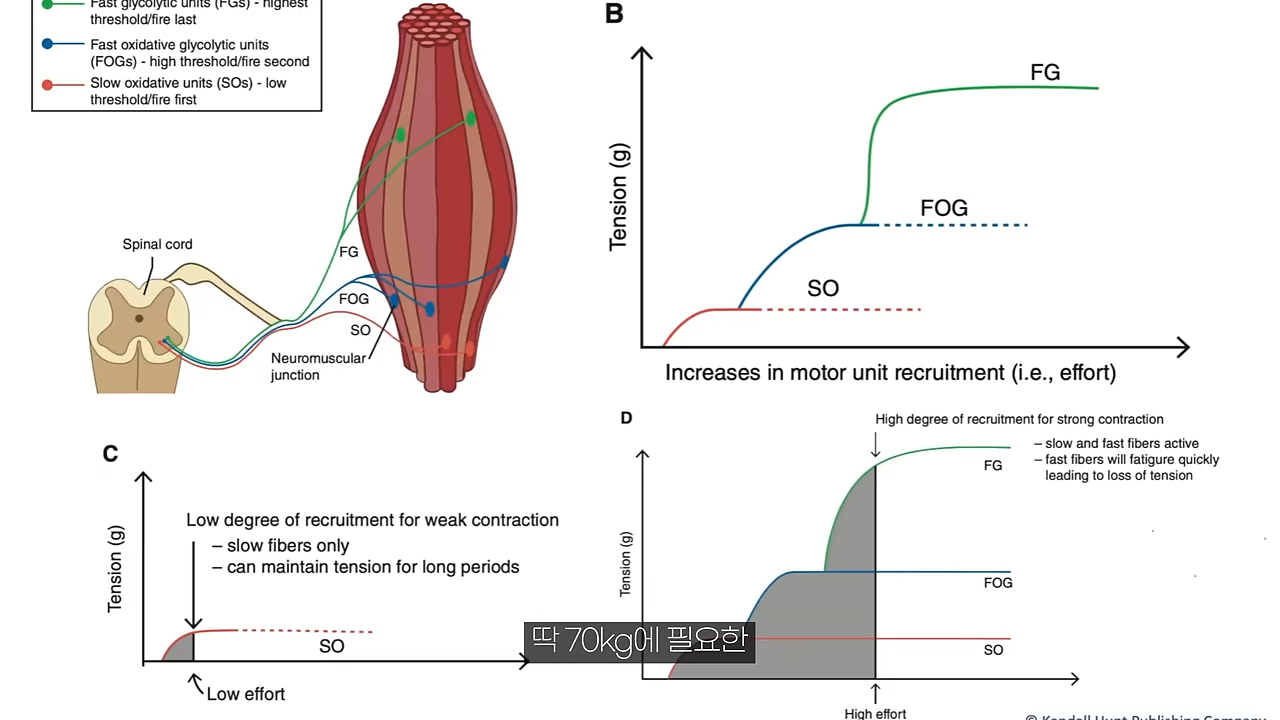 Fast glycolytic units (FGs) - highest
threshold/fire last
Fast oxidative glycolytic units
(FOGs) - high threshold/fire second
Slow oxidative units (SOs) - low
threshold/fire first
Spinal cord
FG
FOG
SO
Neuromuscular
junction
B
Tension (g)
FG
FOG
SO
Increases in motor unit recruitment (i.e., effort)
C
Tension (g)
Low degree of recruitment for weak contraction
– slow fibers only
– can maintain tension for long periods
SO
Low effort
D
High degree of recruitment for strong contraction
– slow and fast fibers active
– fast fibers will fatigure quickly
leading to loss of tension
Tension (g)
FG
FOG
SO
High effort
딱 70kg에 필요한
© Kendall Hunt Publishing Company